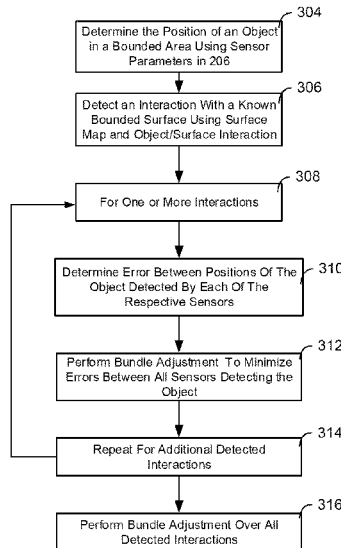 304
Determine the Position of an Object
in a Bounded Area Using Sensor
Parameters in 206
306
Detect an Interaction With a Known
Bounded Surface Using Surface
Map and Object/Surface Interaction
308
For One or More Interactions
310
Determine Error Between Positions Of The
Object Detected By Each Of The
Respective Sensors
312
Perform Bundle Adjustment To Minimize
Errors Between All Sensors Detecting the
Object
314
Repeat For Additional Detected
Interactions
316
Perform Bundle Adjustment Over All
Detected Interactions